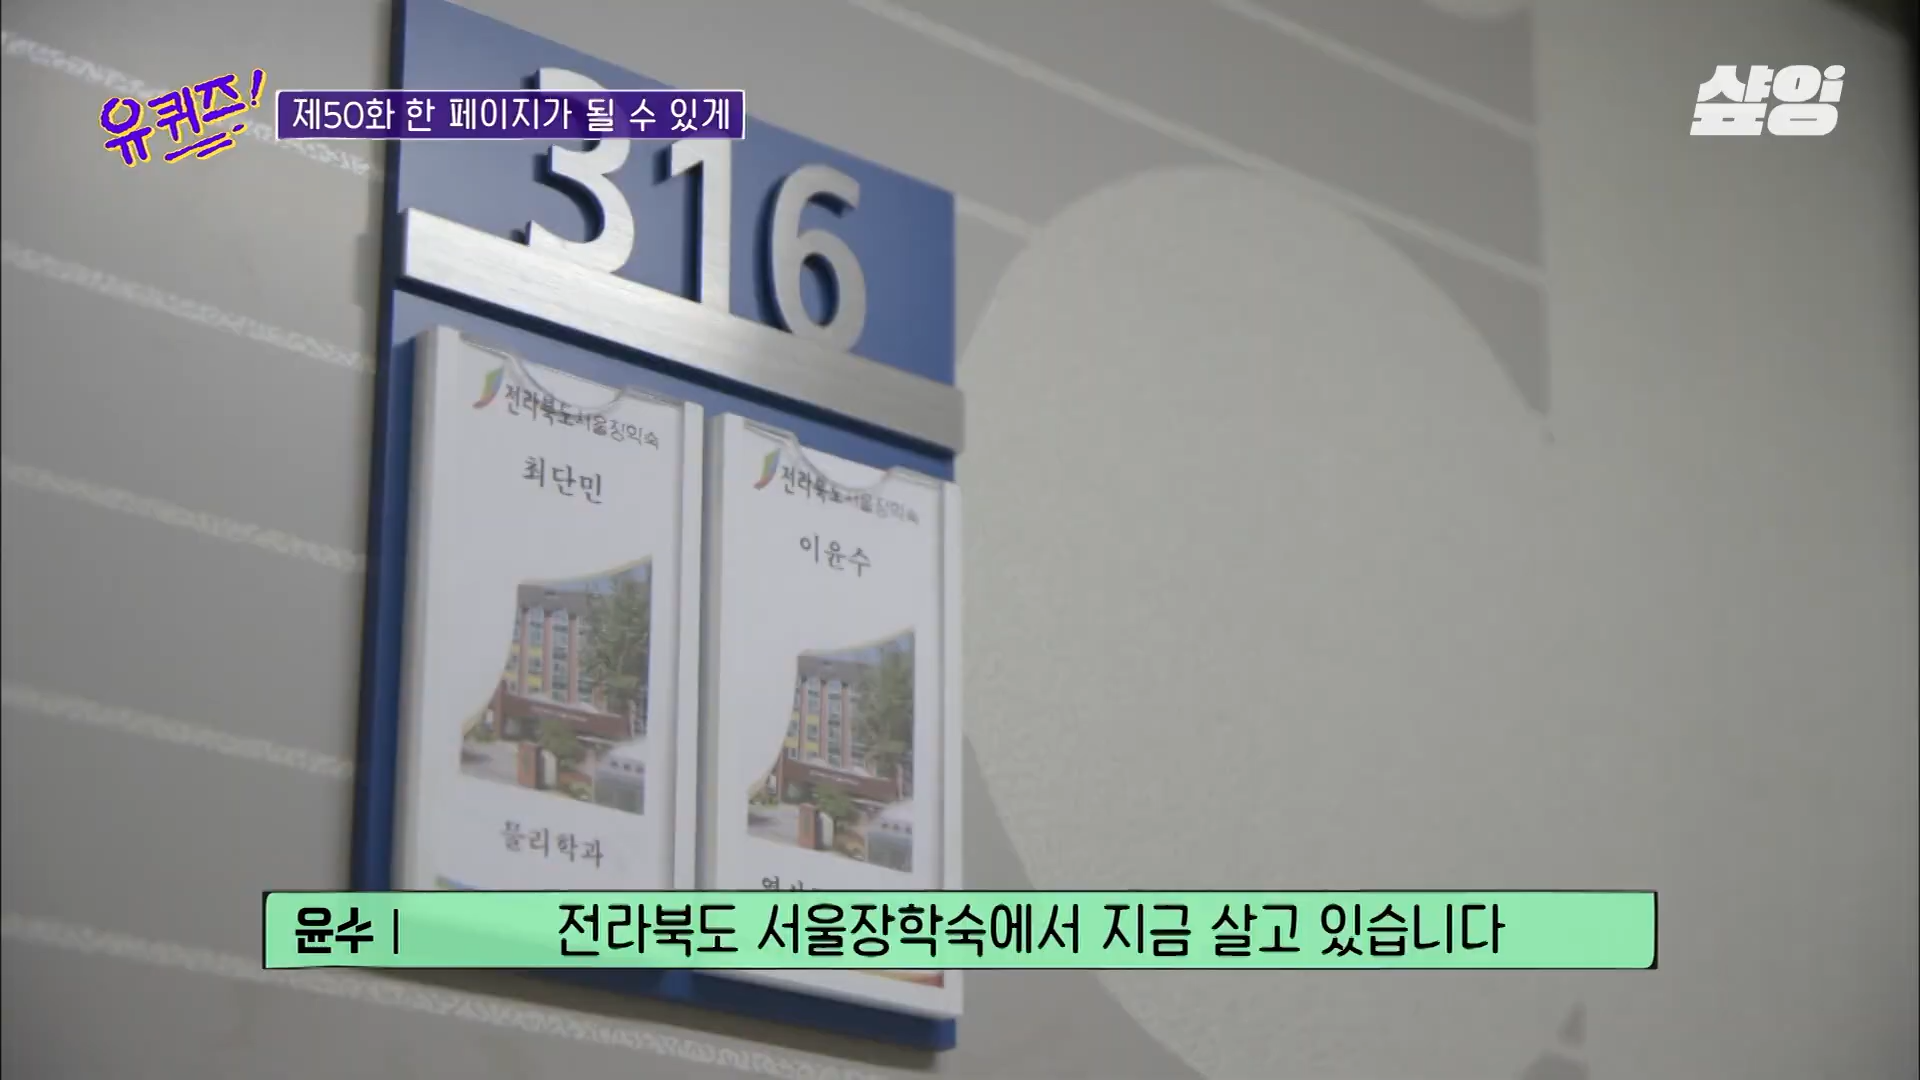 유퀴즈!
제50화 한 페이지가 될 수 있게
샾잉
316
전라북도서울장학숙
최단민
물리학과
전라북도서울장학숙
이윤수
윤수 | 전라북도 서울장학숙에서 지금 살고 있습니다